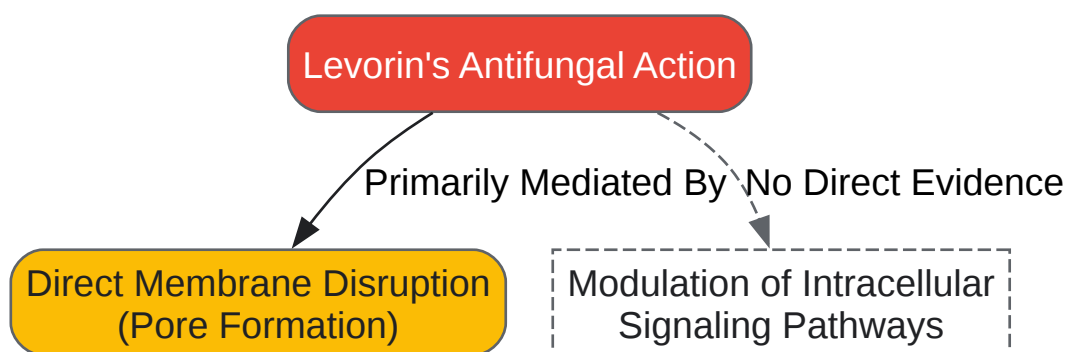 Levorin's Antifungal Action
Primarily Mediated By
No Direct Evidence
Direct Membrane Disruption
(Pore Formation)
Modulation of Intracellular
Signaling Pathways